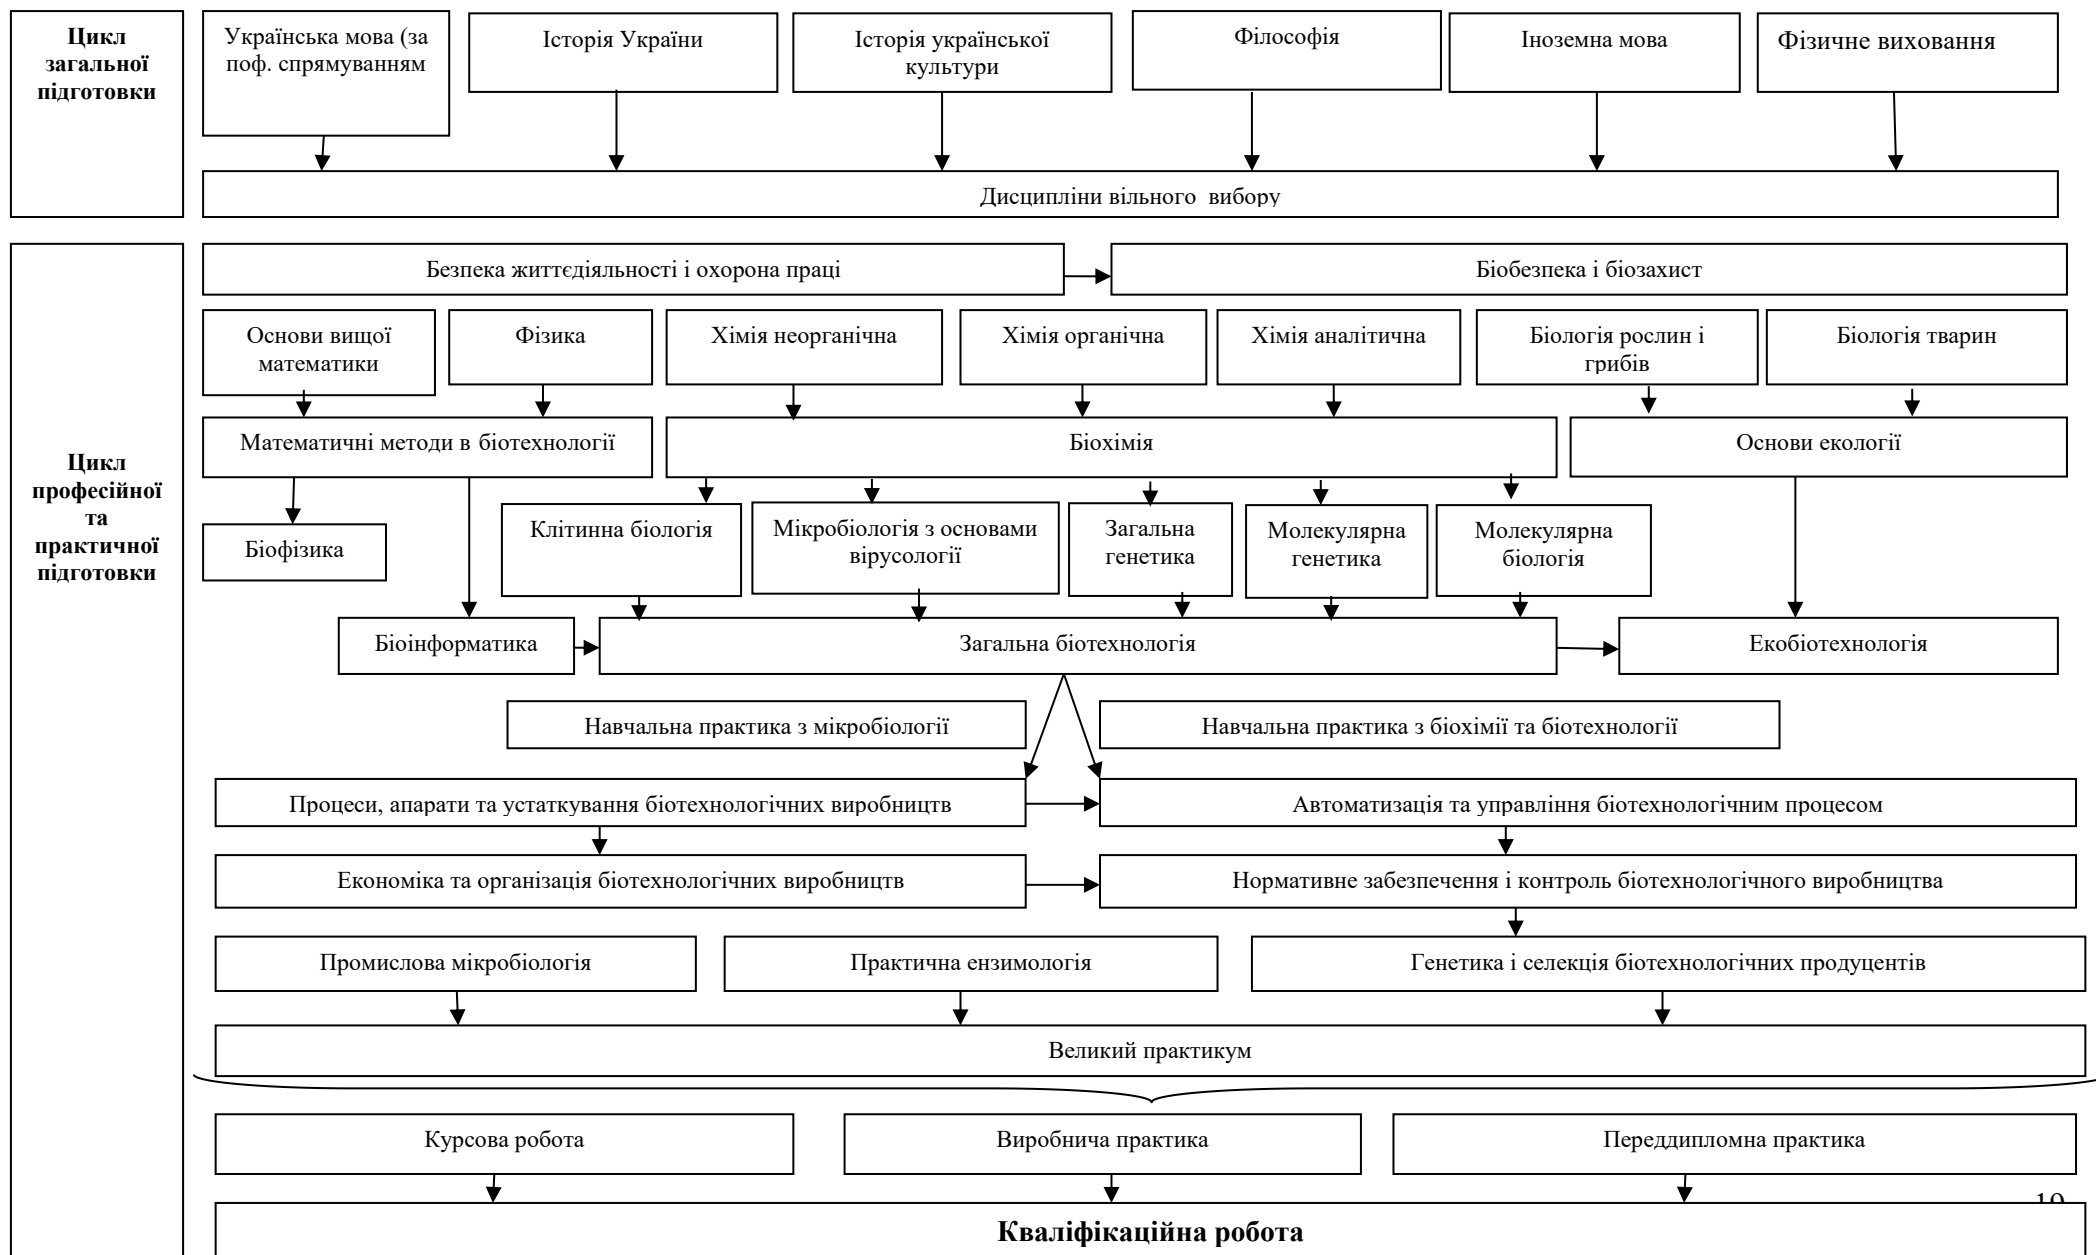 Цикл
загальної
підготовки
Українська мова (за
поф. спрямуванням
Історія України
Історія української
культури
Філософія
Іноземна мова
Фізичне виховання
Дисципліни вільного вибору
Цикл
професійної
та
практичної
підготовки
Безпека життєдіяльності і охорона праці
Біобезпека і біозахист
Основи вищої
математики
Фізика
Хімія неорганічна
Хімія органічна
Хімія аналітична
Біологія рослин і
грибів
Біологія тварин
Математичні методи в біотехнології
Біохімія
Основи екології
Біофізика
Клітинна біологія
Мікробіологія з основами
вірусології
Загальна
генетика
Молекулярна
генетика
Молекулярна
біологія
Біоінформатика
Загальна біотехнологія
Екобіотехнологія
Навчальна практика з мікробіології
Навчальна практика з біохімії та біотехнології
Процеси, апарати та устаткування біотехнологічних виробництв
Автоматизація та управління біотехнологічним процесом
Економіка та організація біотехнологічних виробництв
Нормативне забезпечення і контроль біотехнологічного виробництва
Промислова мікробіологія
Практична ензимологія
Генетика і селекція біотехнологічних продуцентів
Великий практикум
Курсова робота
Виробнича практика
Переддипломна практика
Кваліфікаційна робота